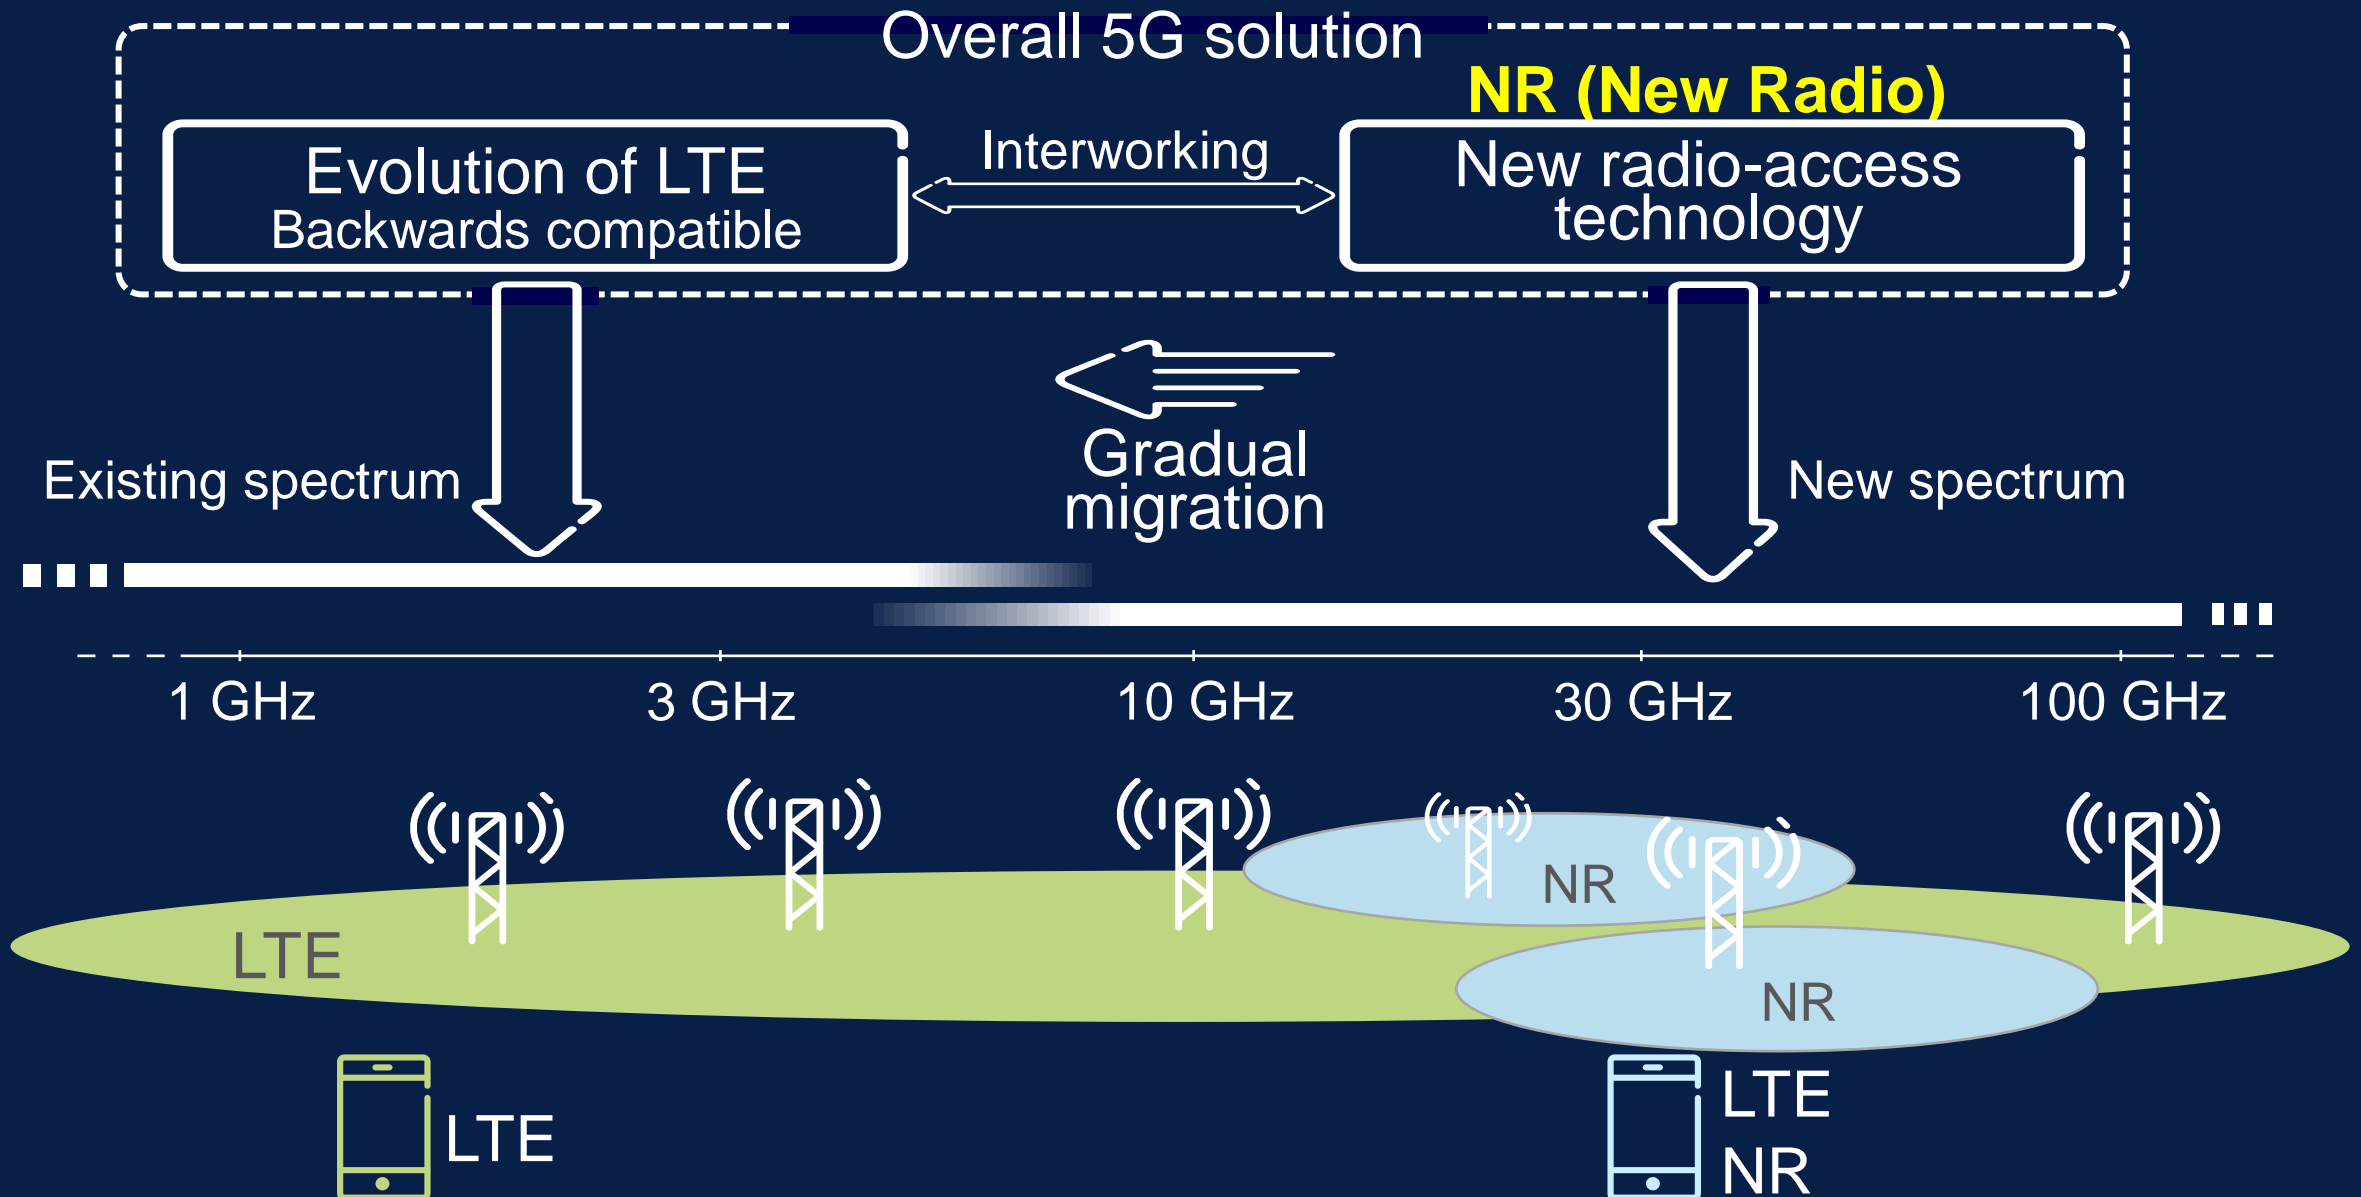 Overall 5G solution
NR (New Radio)
Evolution of LTE
Backwards compatible
Interworking
New radio-access
technology
Existing spectrum
Gradual
migration
New spectrum
1 GHz
3 GHz
10 GHz
30 GHz
100 GHz
NR
LTE
NR
LTE
LTE
NR